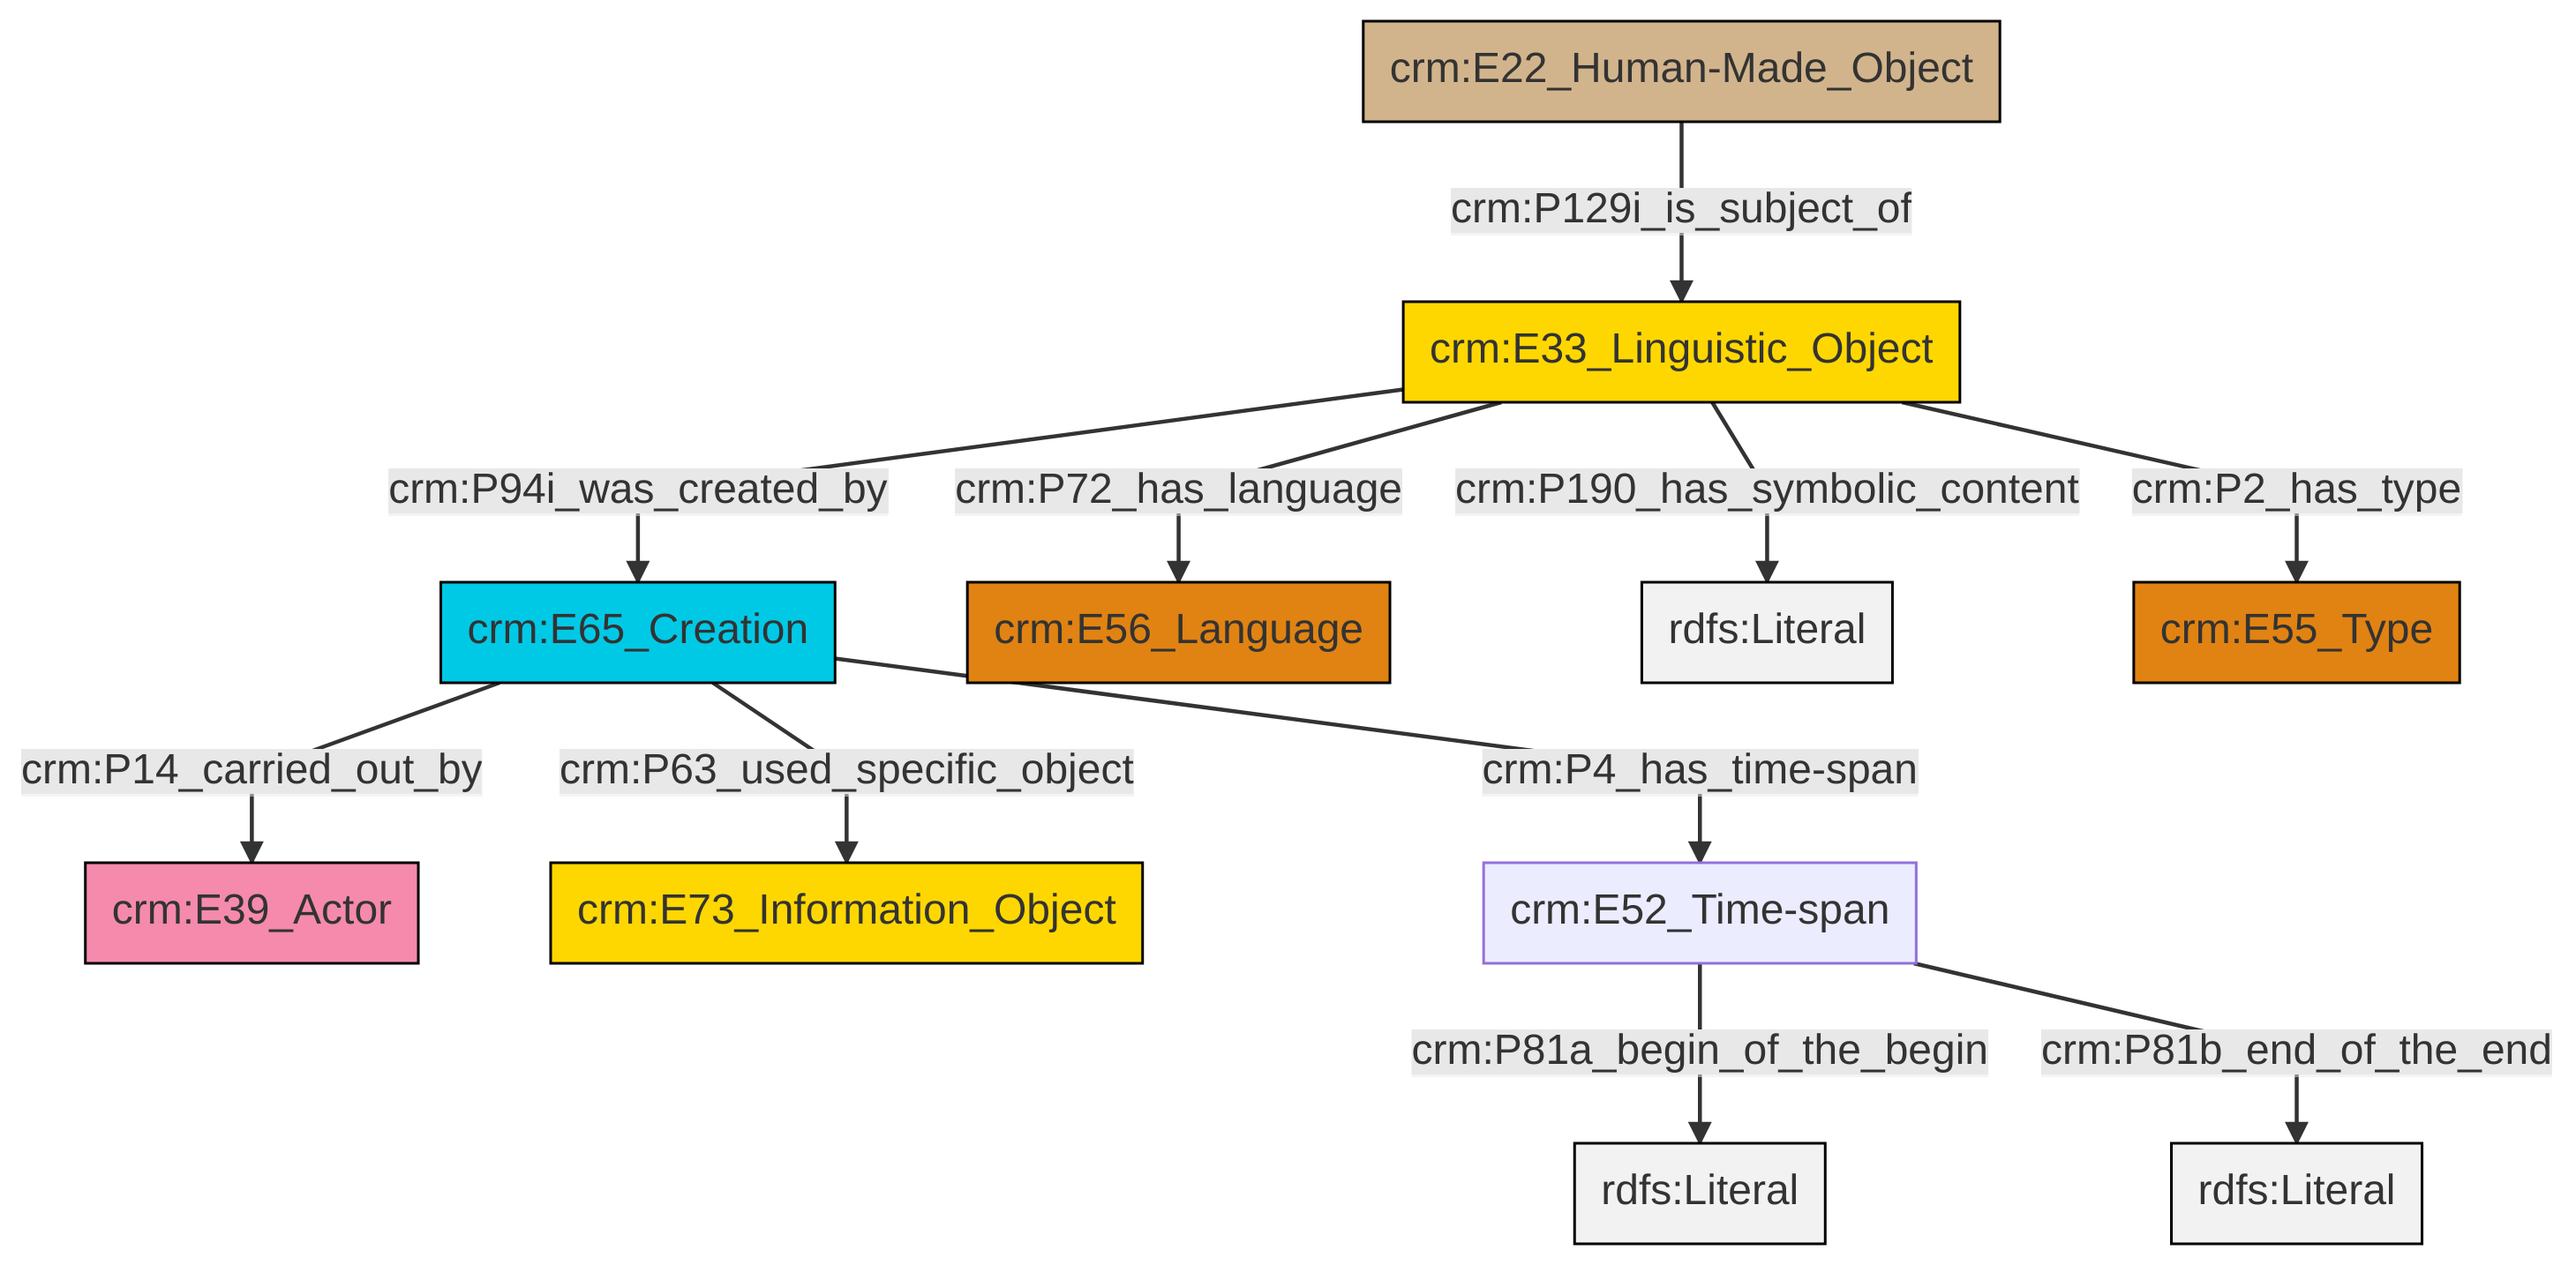 crm:E22_Human-Made_Object
crm:P129i_is_subject_of
crm:E33_Linguistic_Object
crm:P94i_was_created_by
crm:P72_has_language
crm:P190_has_symbolic_content
crm:P2_has_type
crm:E65_Creation
crm:E56_Language
rdfs:Literal
crm:E55_Type
crm:P14_carried_out_by
crm:P63_used_specific_object
crm:P4_has_time-span
crm:E39_Actor
crm:E73_Information_Object
crm:E52_Time-span
crm:P81a_begin_of_the_begin
crm:P81b_end_of_the_end
rdfs:Literal
rdfs:Literal